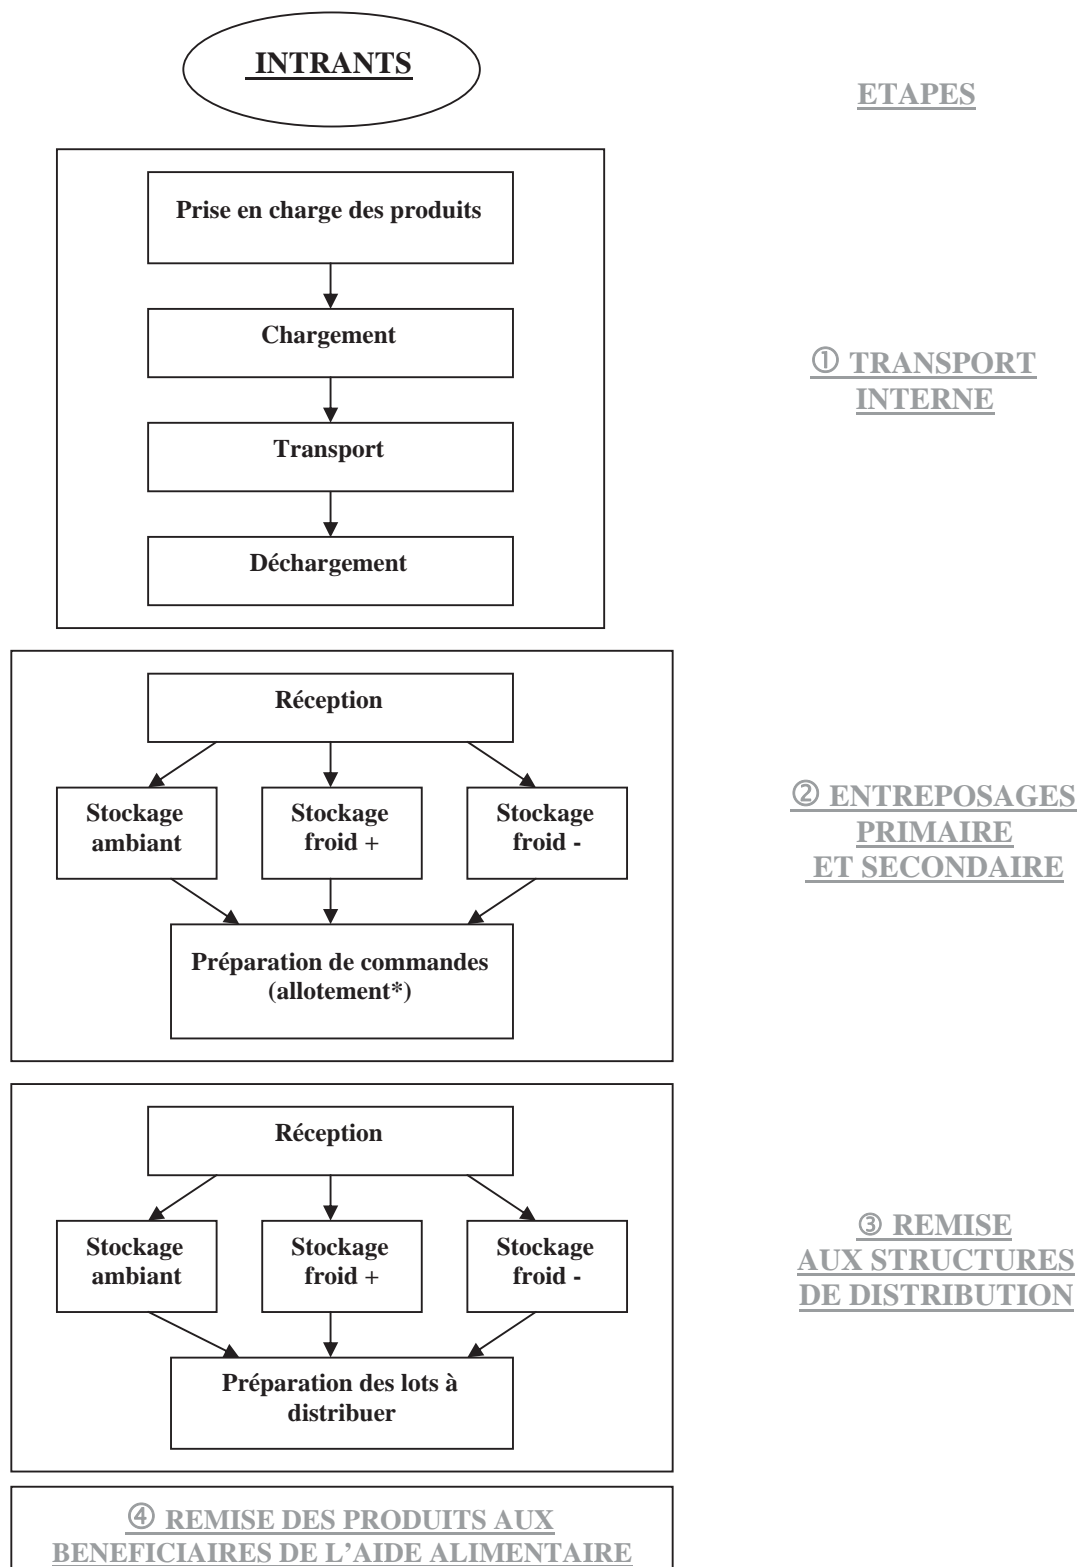 INTRANTS
ETAPES
Prise en charge des produits
Chargement
① TRANSPORT
INTERNE
Transport
Déchargement
Réception
Stockage
ambiant
Stockage
froid +
Stockage
froid -
② ENTREPOSAGES
PRIMAIRE
ET SECONDAIRE
Préparation de commandes
(allotement*)
Réception
Stockage
ambiant
Stockage
froid +
Stockage
froid -
③ REMISE
AUX STRUCTURES
DE DISTRIBUTION
Préparation des lots à
distribuer
④ REMISE DES PRODUITS AUX
BENEFICIAIRES DE L'AIDE ALIMENTAIRE